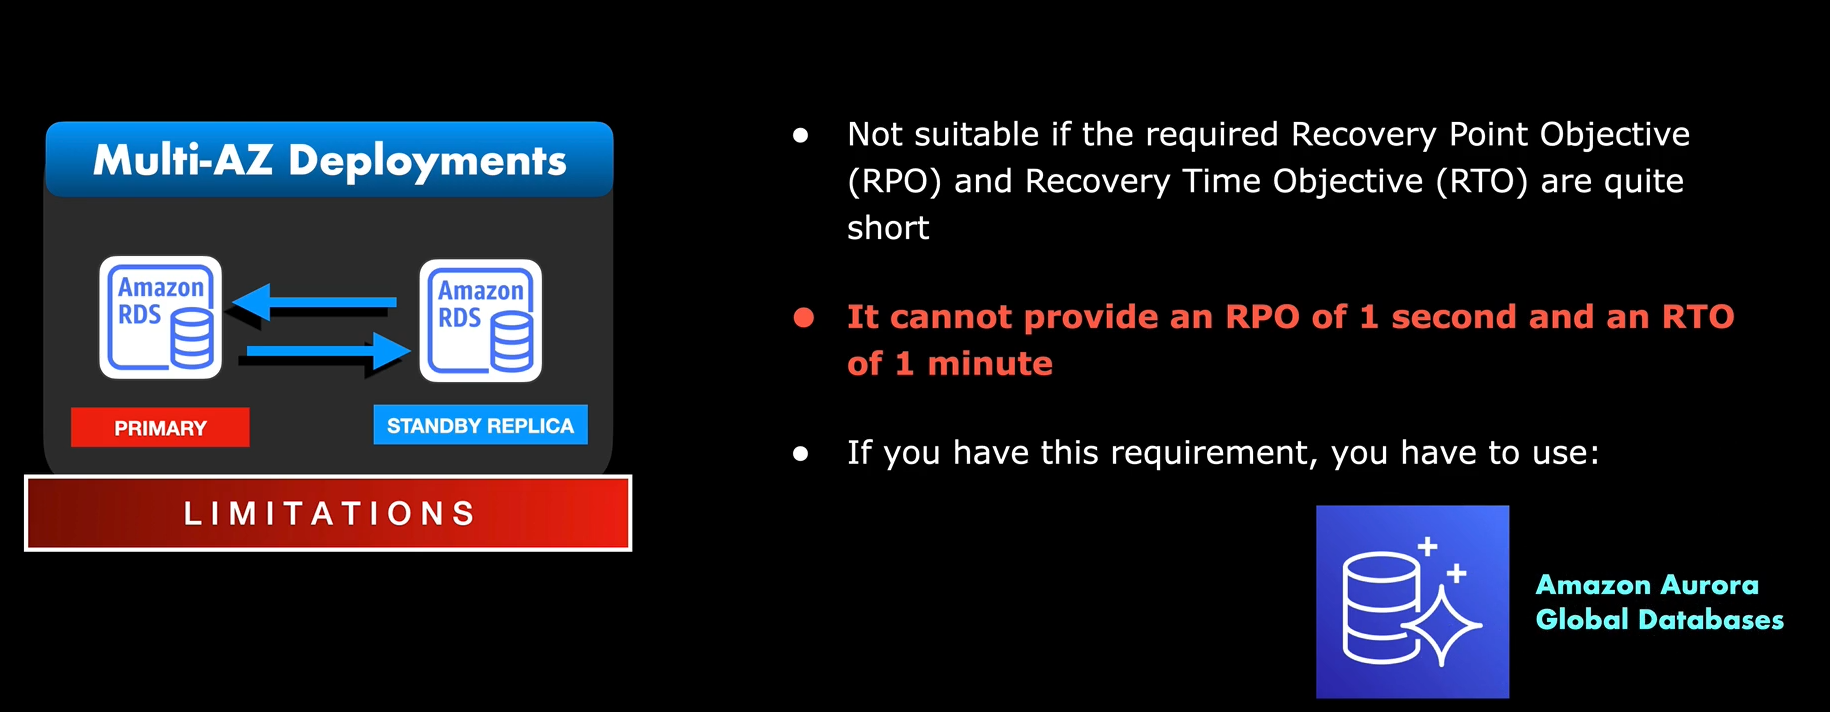 Multi-AZ Deployments
Amazon
RDS
Amazon
RDS
PRIMARY
STANDBY REPLICA
LIMITATIONS
● Not suitable if the required Recovery Point Objective
(RPO) and Recovery Time Objective (RTO) are quite
short
● It cannot provide an RPO of 1 second and an RTO
of 1 minute
● If you have this requirement, you have to use:
Amazon Aurora
Global Databases